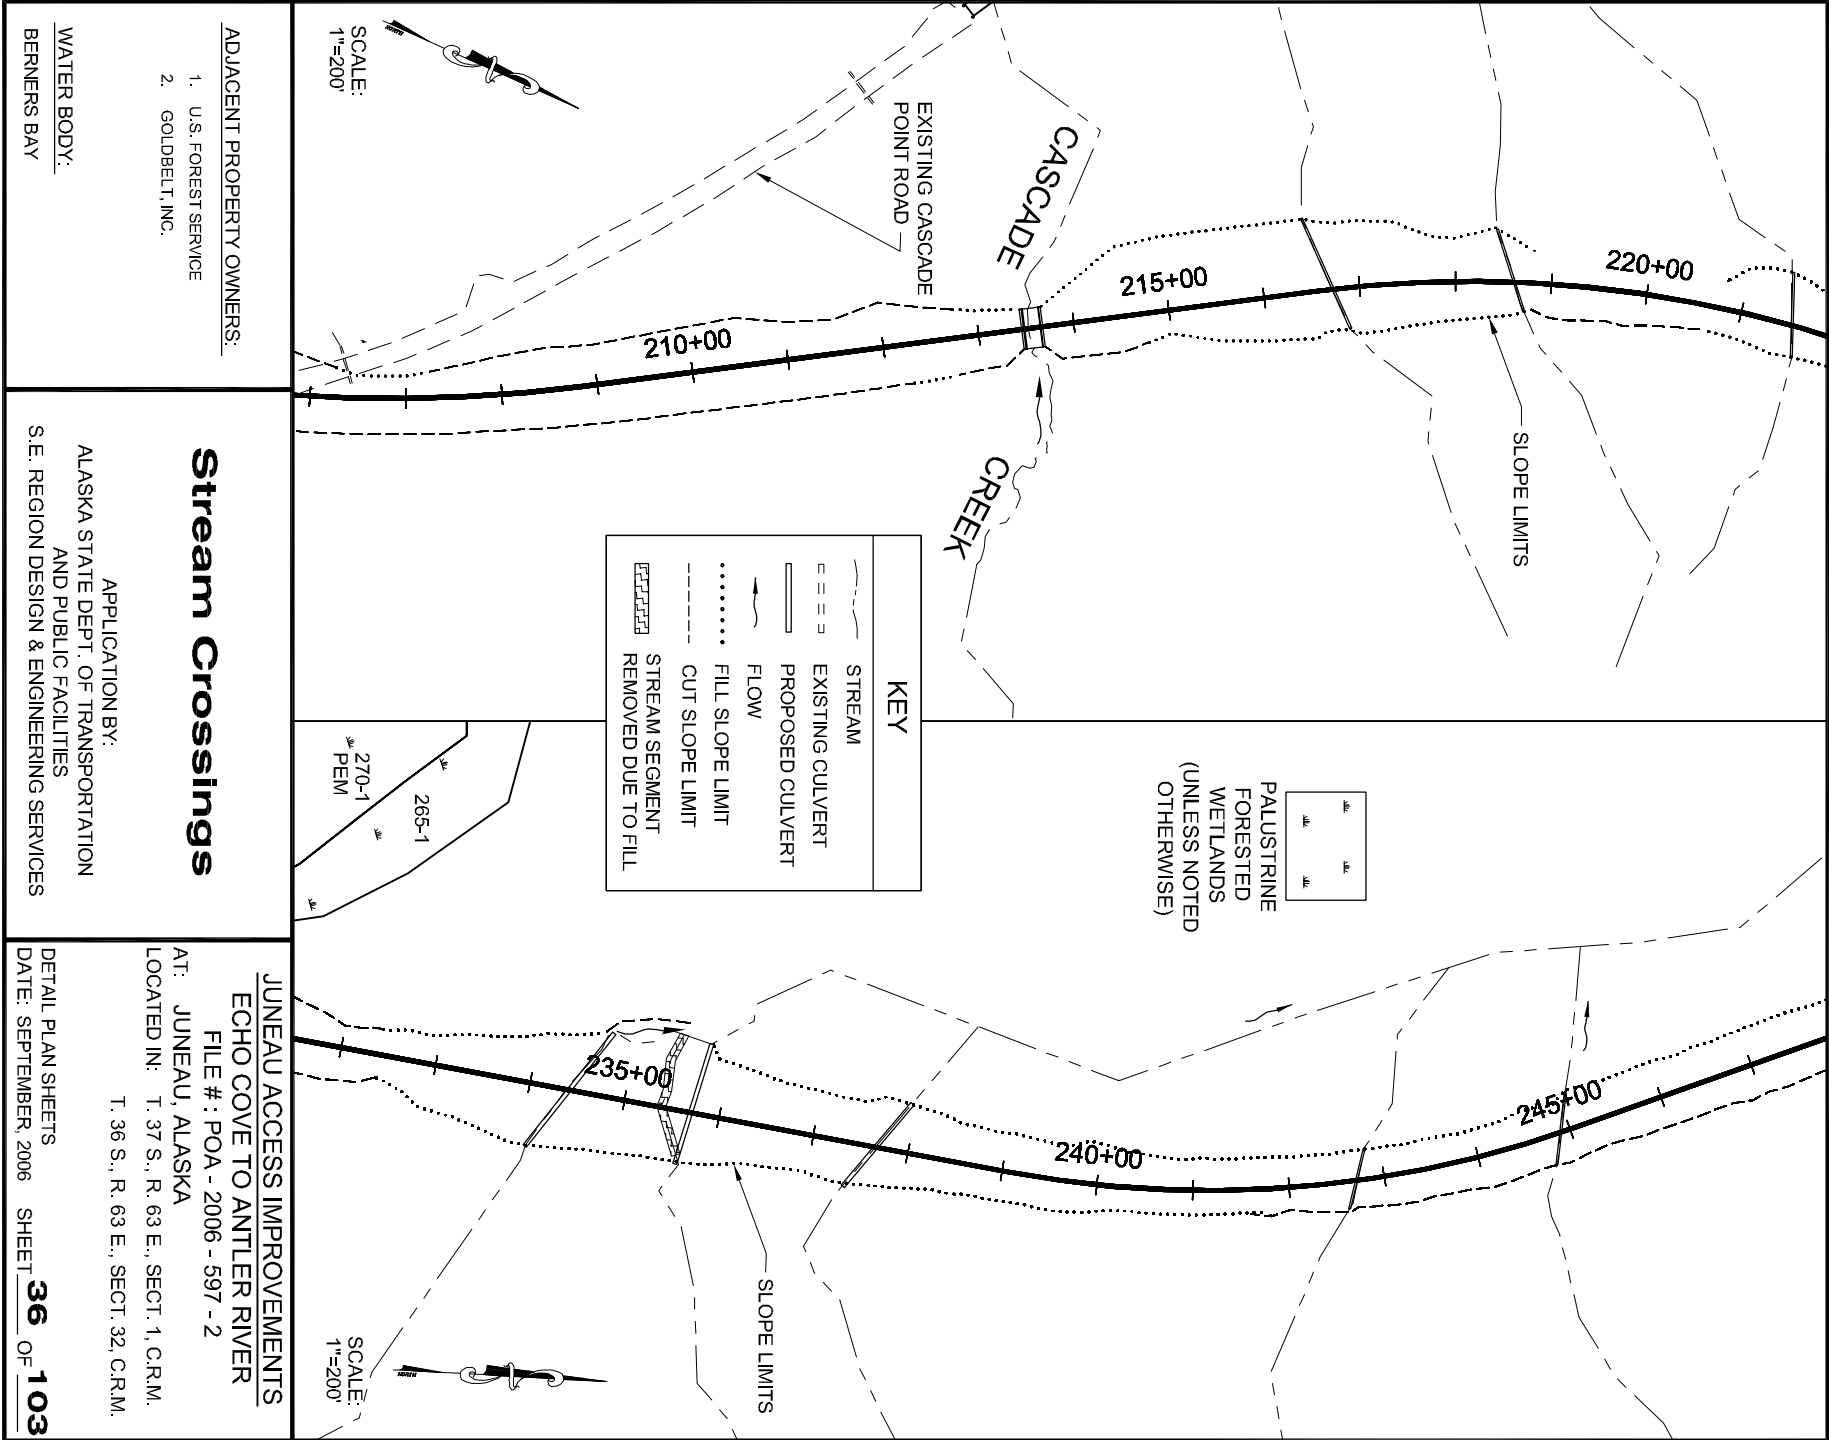 SCALE:
1"=200'
NORTH
EXISTING CASCADE
POINT ROAD
CASCADE
CREEK
210+00
215+00
220+00
SLOPE LIMITS
KEY
STREAM
EXISTING CULVERT
PROPOSED CULVERT
FLOW
FILL SLOPE LIMIT
CUT SLOPE LIMIT
STREAM SEGMENT
REMOVED DUE TO FILL
PALUSTRINE
FORESTED
WETLANDS
(UNLESS NOTED
OTHERWISE)
265-1
270-1
PEM
235+00
240+00
245+00
SLOPE LIMITS
SCALE:
1"=200'
NORTH
ADJACENT PROPERTY OWNERS:
1. U.S. FOREST SERVICE
2. GOLDBELT, INC.
WATER BODY:
BERNERS BAY
Stream Crossings
APPLICATION BY:
ALASKA STATE DEPT. OF TRANSPORTATION
AND PUBLIC FACILITIES
S.E. REGION DESIGN & ENGINEERING SERVICES
JUNEAU ACCESS IMPROVEMENTS
ECHO COVE TO ANTLER RIVER
FILE # : POA - 2006 - 597 - 2
AT: JUNEAU, ALASKA
LOCATED IN: T. 37 S., R. 63 E., SECT. 1, C.R.M.
T. 36 S., R. 63 E., SECT. 32, C.R.M.
DETAIL PLAN SHEETS
DATE: SEPTEMBER, 2006 SHEET 36 OF 103